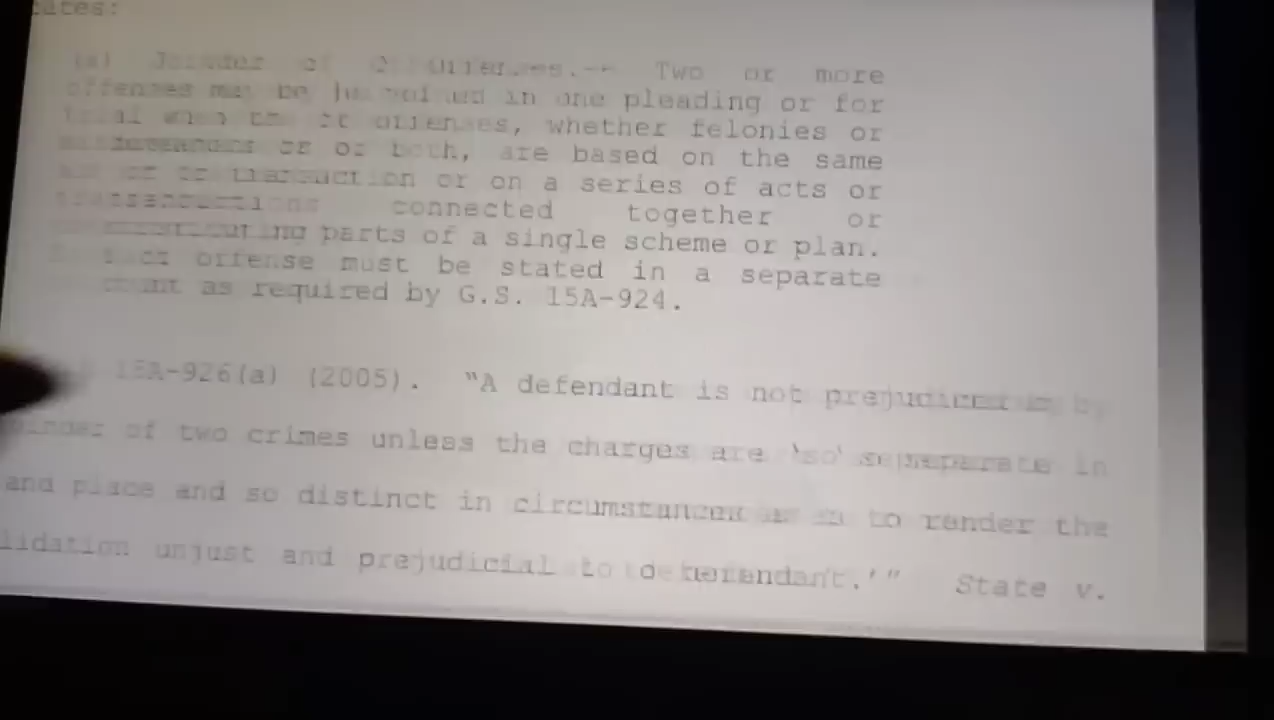 (a) Joinder of Offenses.-- Two or more
offenses may be joined in one pleading or for
trial when the offenses, whether felonies or
misdemeanors or both, are based on the same
act or transaction or on a series of acts or
transactions connected together or
constituting parts of a single scheme or plan.
offense must be stated in a separate
count as required by G.S. 15A-924.
15A-926(a) (2005). "A defendant is not prejudiced by
of two crimes unless the charges are 'so separate in
and place and so distinct in circumstances as to render the
lidation unjust and prejudicial to defendant.'" State v.